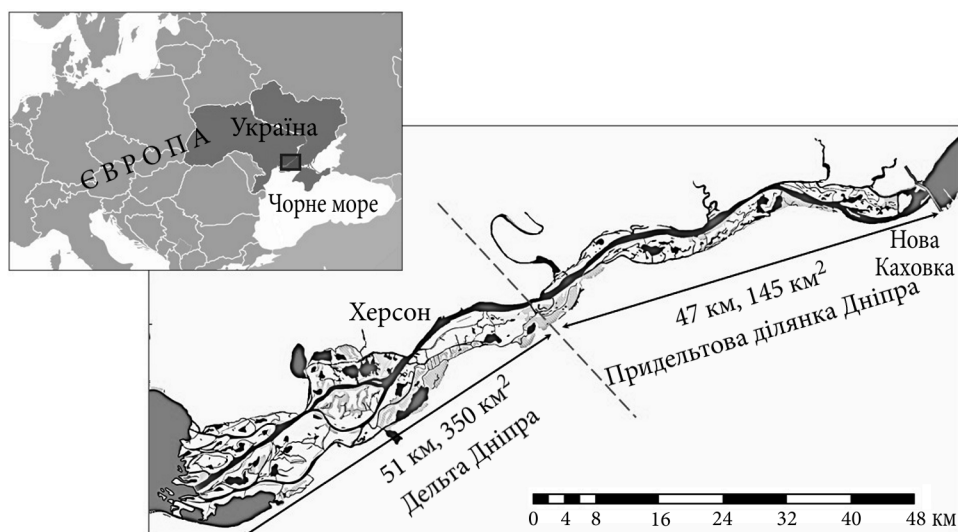 ЄВРОПА
Україна
Чорне море
Херсон
Нова
Каховка
47 км, 145 км²
Придельтова ділянка Дніпра
51 км, 350 км²
Дельта Дніпра
0 4 8 16 24 32 40 48 км